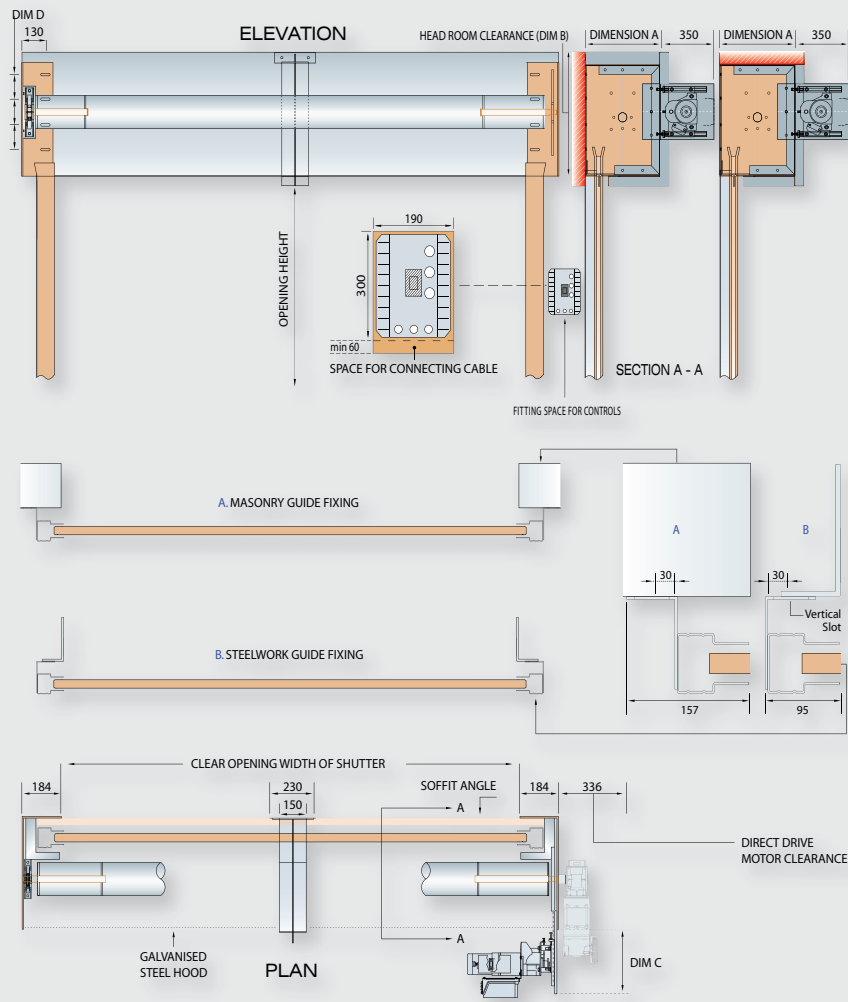 DIM D
130
ELEVATION
HEAD ROOM CLEARANCE (DIM B)
DIMENSION A
350
DIMENSION A
350
OPENING HEIGHT
190
300
min 60
SPACE FOR CONNECTING CABLE
SECTION A - A
FITTING SPACE FOR CONTROLS
A. MASONRY GUIDE FIXING
A
B
30
30
Vertical
Slot
B. STEELWORK GUIDE FIXING
157
95
CLEAR OPENING WIDTH OF SHUTTER
184
230
SOFFIT ANGLE
184
336
150
A
DIRECT DRIVE
MOTOR CLEARANCE
A
GALVANISED
STEEL HOOD
PLAN
DIM C